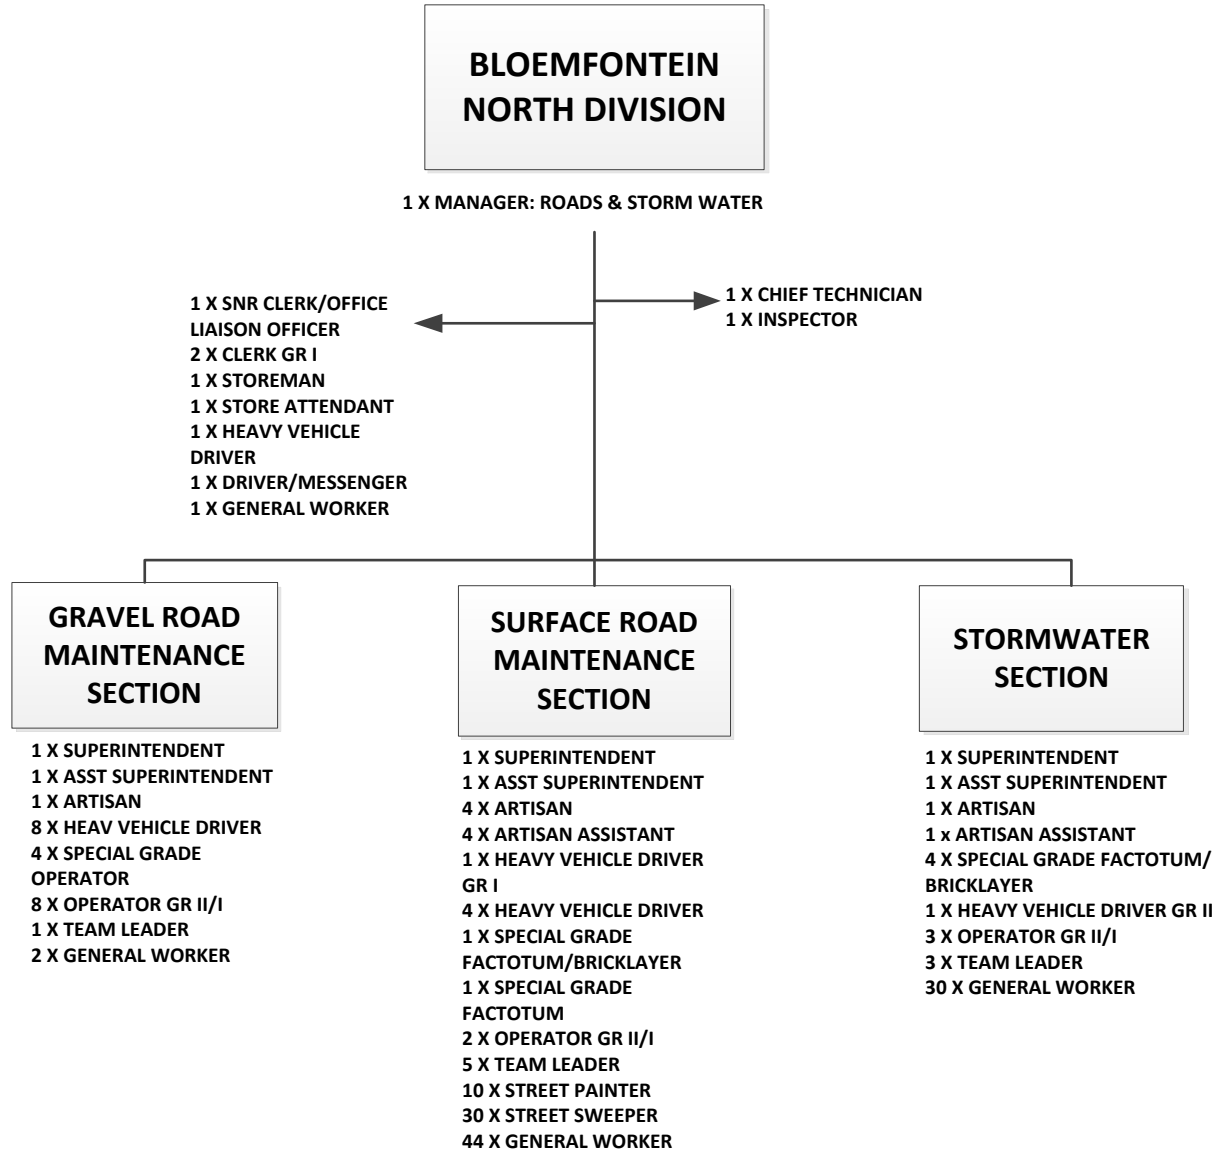 BLOEMFONTEIN
NORTH DIVISION
1 X MANAGER: ROADS & STORM WATER
1 X SNR CLERK/OFFICE
LIAISON OFFICER
2 X CLERK GR I
1 X STOREMAN
1 X STORE ATTENDANT
1 X HEAVY VEHICLE
DRIVER
1 X DRIVER/MESSENGER
1 X GENERAL WORKER
1 X CHIEF TECHNICIAN
1 X INSPECTOR
GRAVEL ROAD
MAINTENANCE
SECTION
1 X SUPERINTENDENT
1 X ASST SUPERINTENDENT
1 X ARTISAN
8 X HEAV VEHICLE DRIVER
4 X SPECIAL GRADE
OPERATOR
8 X OPERATOR GR II/I
1 X TEAM LEADER
2 X GENERAL WORKER
SURFACE ROAD
MAINTENANCE
SECTION
1 X SUPERINTENDENT
1 X ASST SUPERINTENDENT
4 X ARTISAN
4 X ARTISAN ASSISTANT
1 X HEAVY VEHICLE DRIVER
GR I
4 X HEAVY VEHICLE DRIVER
1 X SPECIAL GRADE
FACTOTUM/BRICKLAYER
1 X SPECIAL GRADE
FACTOTUM
2 X OPERATOR GR II/I
5 X TEAM LEADER
10 X STREET PAINTER
30 X STREET SWEEPER
44 X GENERAL WORKER
STORMWATER
SECTION
1 X SUPERINTENDENT
1 X ASST SUPERINTENDENT
1 X ARTISAN
1 x ARTISAN ASSISTANT
4 X SPECIAL GRADE FACTOTUM/
BRICKLAYER
1 X HEAVY VEHICLE DRIVER GR II
3 X OPERATOR GR II/I
3 X TEAM LEADER
30 X GENERAL WORKER